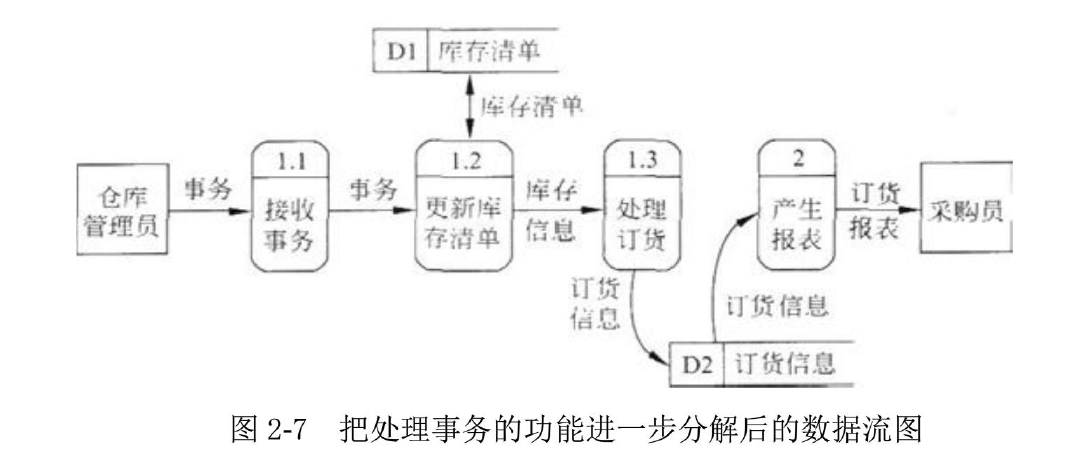 D1 库存清单
库存清单
仓库
管理员
事务
1.1
接收
事务
事务
1.2
更新库
存清单
库存
信息
1.3
处理
订货
订货
信息
D2 订货信息
订货信息
2
产生
报表
订货
报表
采购员
图 2-7 把处理事务的功能进一步分解后的数据流图